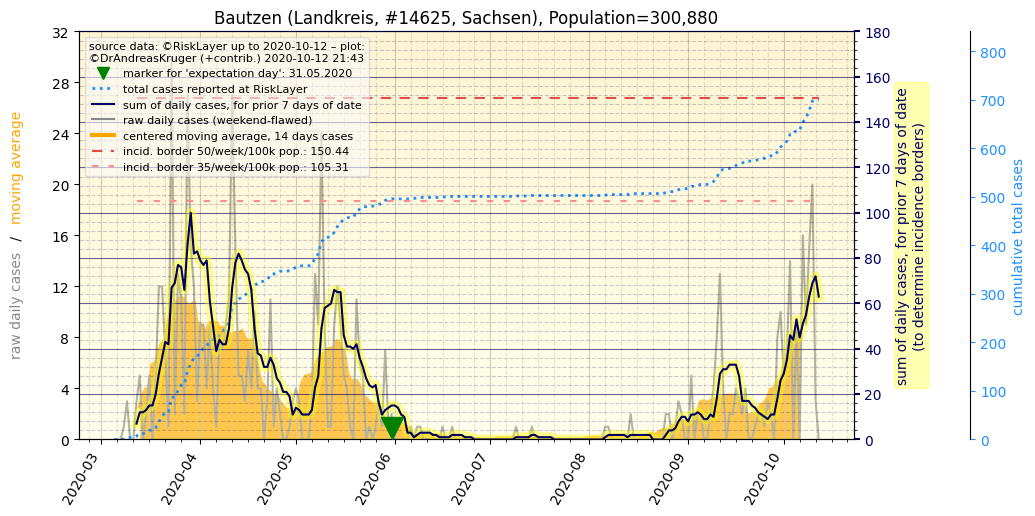 Bautzen (Landkreis, #14625, Sachsen), Population=300,880
source data: ©RiskLayer up to 2020-10-12 – plot:
©DrAndreasKruger (+contrib.) 2020-10-12 21:43
marker for 'expectation day': 31.05.2020
total cases reported at RiskLayer
sum of daily cases, for prior 7 days of date
raw daily cases (weekend-flawed)
centered moving average, 14 days cases
incid. border 50/week/100k pop.: 150.44
incid. border 35/week/100k pop.: 105.31
raw daily cases / moving average
32
28
24
20
16
12
8
4
0
180
160
140
120
100
80
60
40
20
0
sum of daily cases, for prior 7 days of date
(to determine incidence borders)
800
700
600
500
400
300
200
100
0
cumulative total cases
2020-03
2020-04
2020-05
2020-06
2020-07
2020-08
2020-09
2020-10